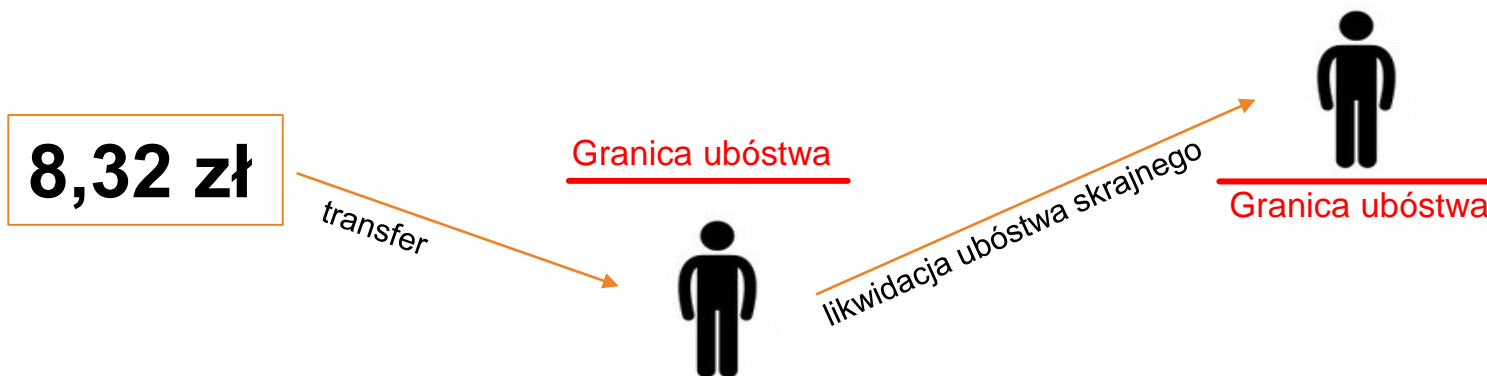 8,32 zł
transfer
Granica ubóstwa
likwidacja ubóstwa skrajnego
Granica ubóstwa